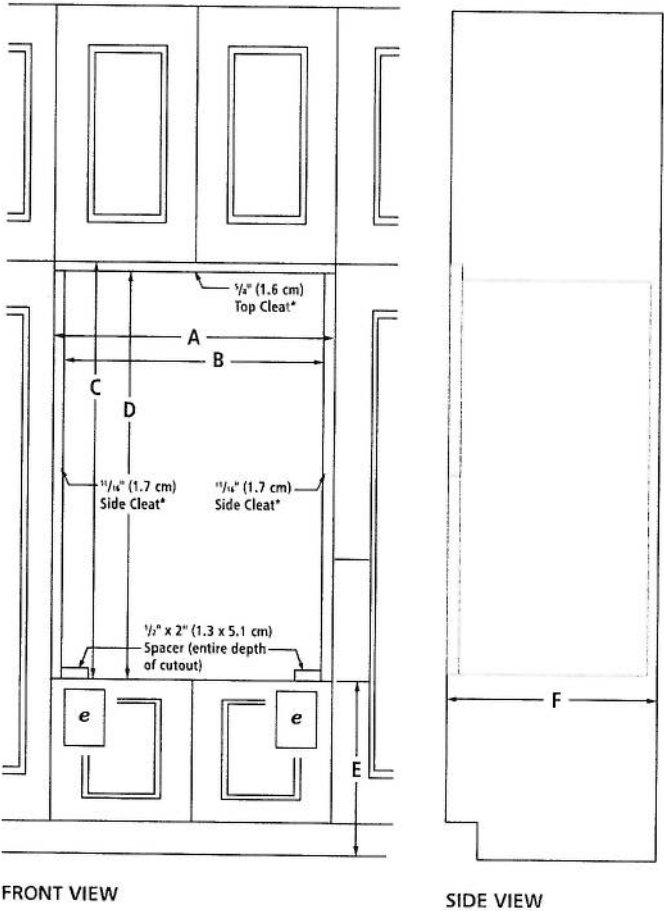 5/8" (1.6 cm)
Top Cleat*
A
B
C
D
11/16" (1.7 cm)
Side Cleat*
11/16" (1.7 cm)
Side Cleat*
1/2" x 2" (1.3 x 5.1 cm)
Spacer (entire depth
of cutout)
e
e
E
F
FRONT VIEW
SIDE VIEW